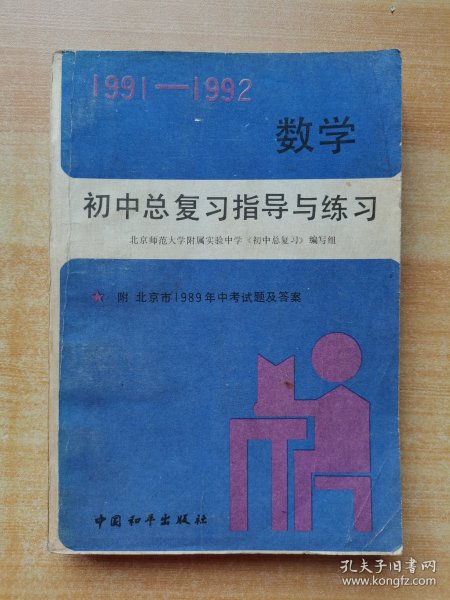 1991—1992
数学
初中总复习指导与练习
北京师范大学附属实验中学《初中总复习》编写组
★ 附 北京市1989年中考试题及答案
中国和平出版社
孔夫子旧书网
www.kongfz.com